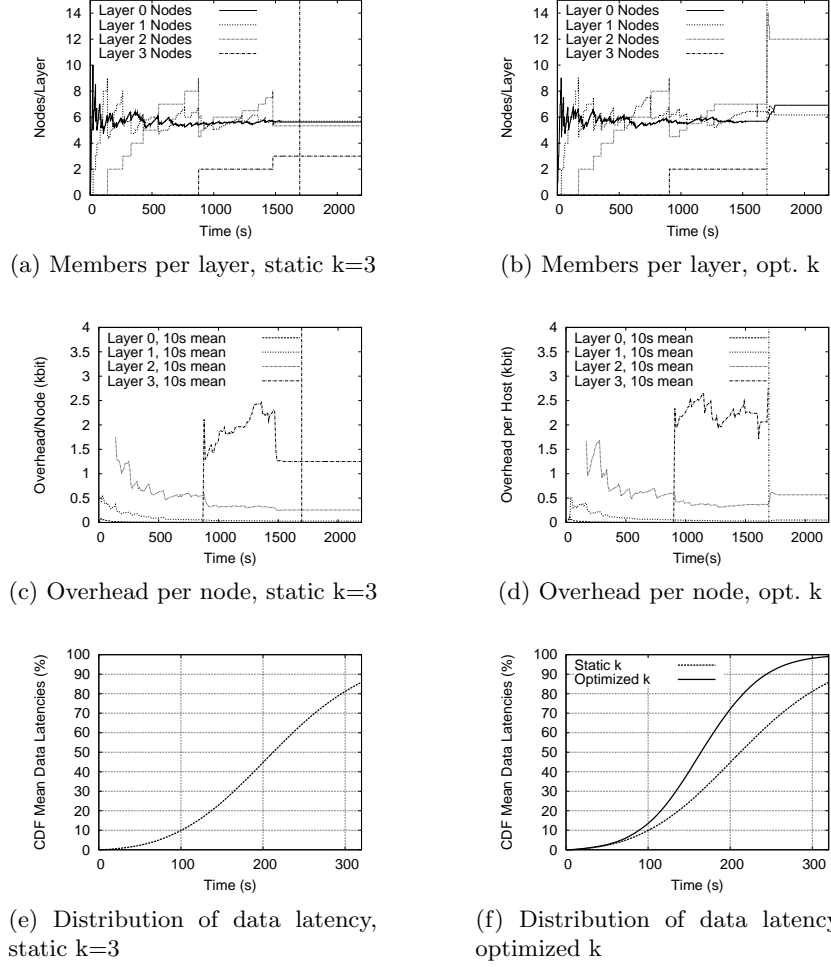 Layer 0 Nodes
Layer 1 Nodes
Layer 2 Nodes
Layer 3 Nodes
Nodes/Layer
14
12
10
8
6
4
2
0
0 500 1000 1500 2000
Time (s)
(a) Members per layer, static k=3
Layer 0 Nodes
Layer 1 Nodes
Layer 2 Nodes
Layer 3 Nodes
Nodes/Layer
14
12
10
8
6
4
2
0
0 500 1000 1500 2000
Time (s)
(b) Members per layer, opt. k
Layer 0, 10s mean
Layer 1, 10s mean
Layer 2, 10s mean
Layer 3, 10s mean
Overhead/Node (kbit)
4
3.5
3
2.5
2
1.5
1
0.5
0
0 500 1000 1500 2000
Time (s)
(c) Overhead per node, static k=3
Layer 0, 10s mean
Layer 1, 10s mean
Layer 2, 10s mean
Layer 3, 10s mean
Overhead per Host (kbit)
4
3.5
3
2.5
2
1.5
1
0.5
0
0 500 1000 1500 2000
Time(s)
(d) Overhead per node, opt. k
CDF Mean Data Latencies (%)
100
90
80
70
60
50
40
30
20
10
0
0 100 200 300
Time (s)
(e) Distribution of data latency,
static k=3
Static k
Optimized k
CDF Mean Data Latencies (%)
100
90
80
70
60
50
40
30
20
10
0
0 100 200 300
Time (s)
(f) Distribution of data latency
optimized k